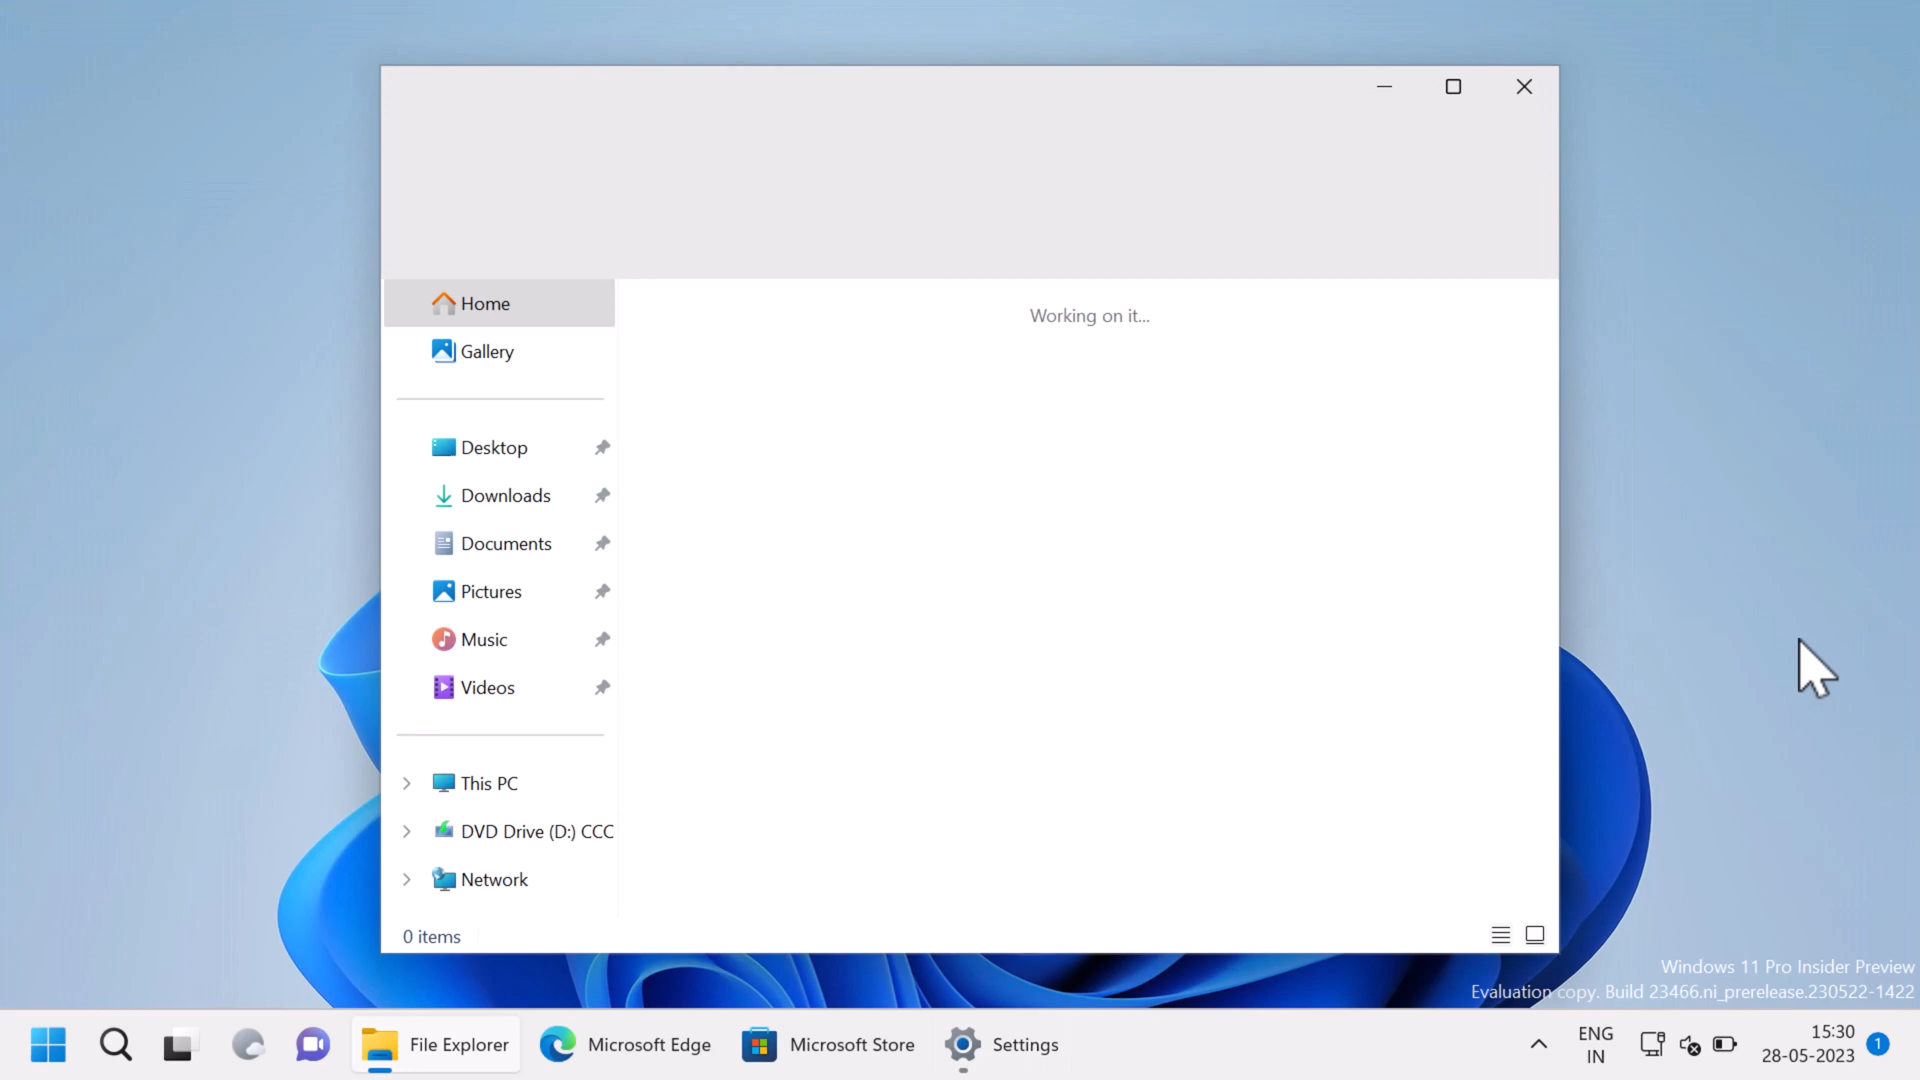 Home
Working on it...
Gallery
Desktop
Downloads
Documents
Pictures
Music
Videos
This PC
DVD Drive (D:) CCC
Network
0 items
Windows 11 Pro Insider Preview
Evaluation copy. Build 23466.ni_prerelease.230522-1422
File Explorer
Microsoft Edge
Microsoft Store
Settings
ENG
IN
15:30
28-05-2023
1